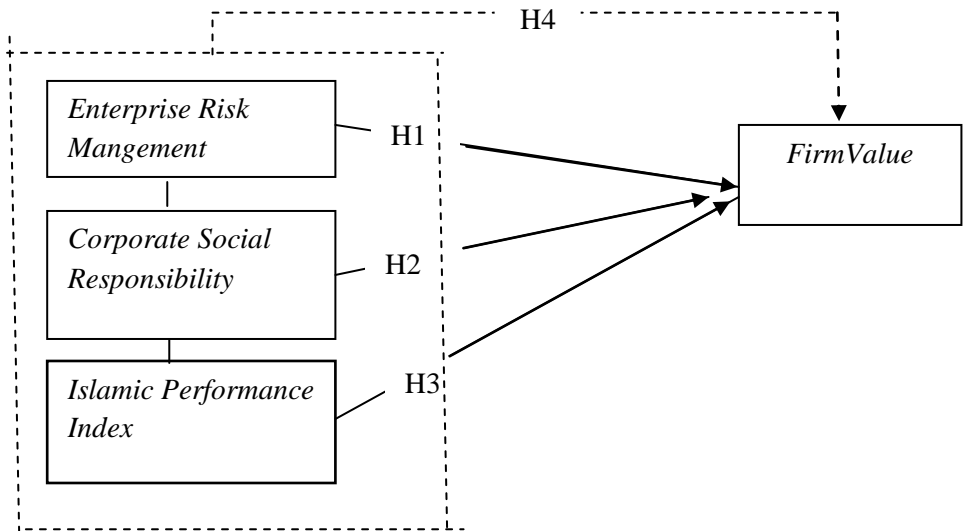 H4
Enterprise Risk
Mangement
H1
FirmValue
Corporate Social
Responsibility
H2
Islamic Performance
Index
H3